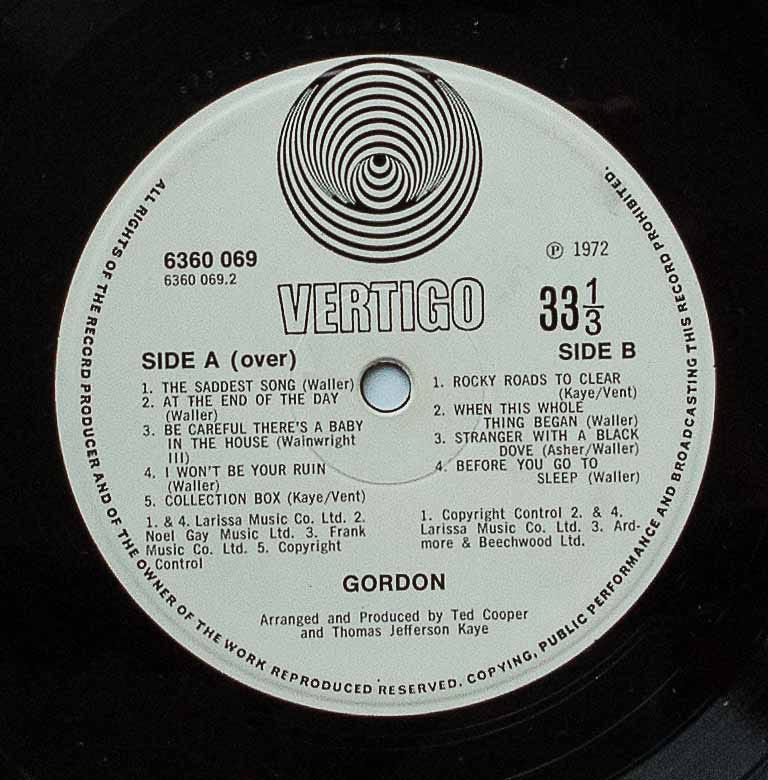 ALL RIGHTS OF THE RECORD PRODUCER AND OF THE OWNER OF THE WORK REPRODUCED RESERVED. COPYING, PUBLIC PERFORMANCE AND BROADCASTING THIS RECORD PROHIBITED.
6360 069
6360 069.2
Ⓟ 1972
VERTIGO
33 1/3
SIDE A (over)
1. THE SADDEST SONG (Waller)
2. AT THE END OF THE DAY
(Waller)
3. BE CAREFUL THERE'S A BABY
IN THE HOUSE (Wainwright
III)
4. I WON'T BE YOUR RUIN
(Waller)
5. COLLECTION BOX (Kaye/Vent)
1. & 4. Larissa Music Co. Ltd. 2.
Noel Gay Music Ltd. 3. Frank
Music Co. Ltd. 5. Copyright
Control
SIDE B
1. ROCKY ROADS TO CLEAR
(Kaye/Vent)
2. WHEN THIS WHOLE
THING BEGAN (Waller)
3. STRANGER WITH A BLACK
DOVE (Asher/Waller)
4. BEFORE YOU GO TO
SLEEP (Waller)
1. Copyright Control 2. & 4.
Larissa Music Co. Ltd. 3. Ard-
more & Beechwood Ltd.
GORDON
Arranged and Produced by Ted Cooper
and Thomas Jefferson Kaye